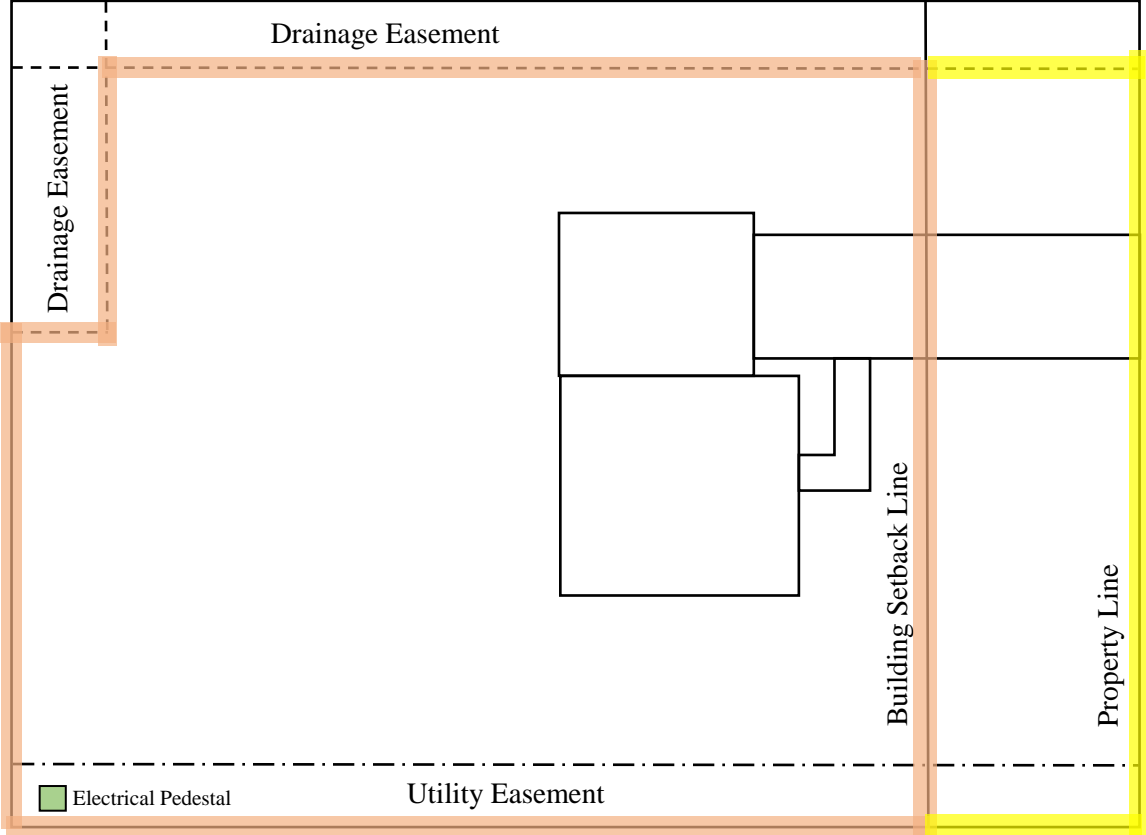 Drainage Easement
Drainage Easement
Building Setback Line
Property Line
Electrical Pedestal
Utility Easement